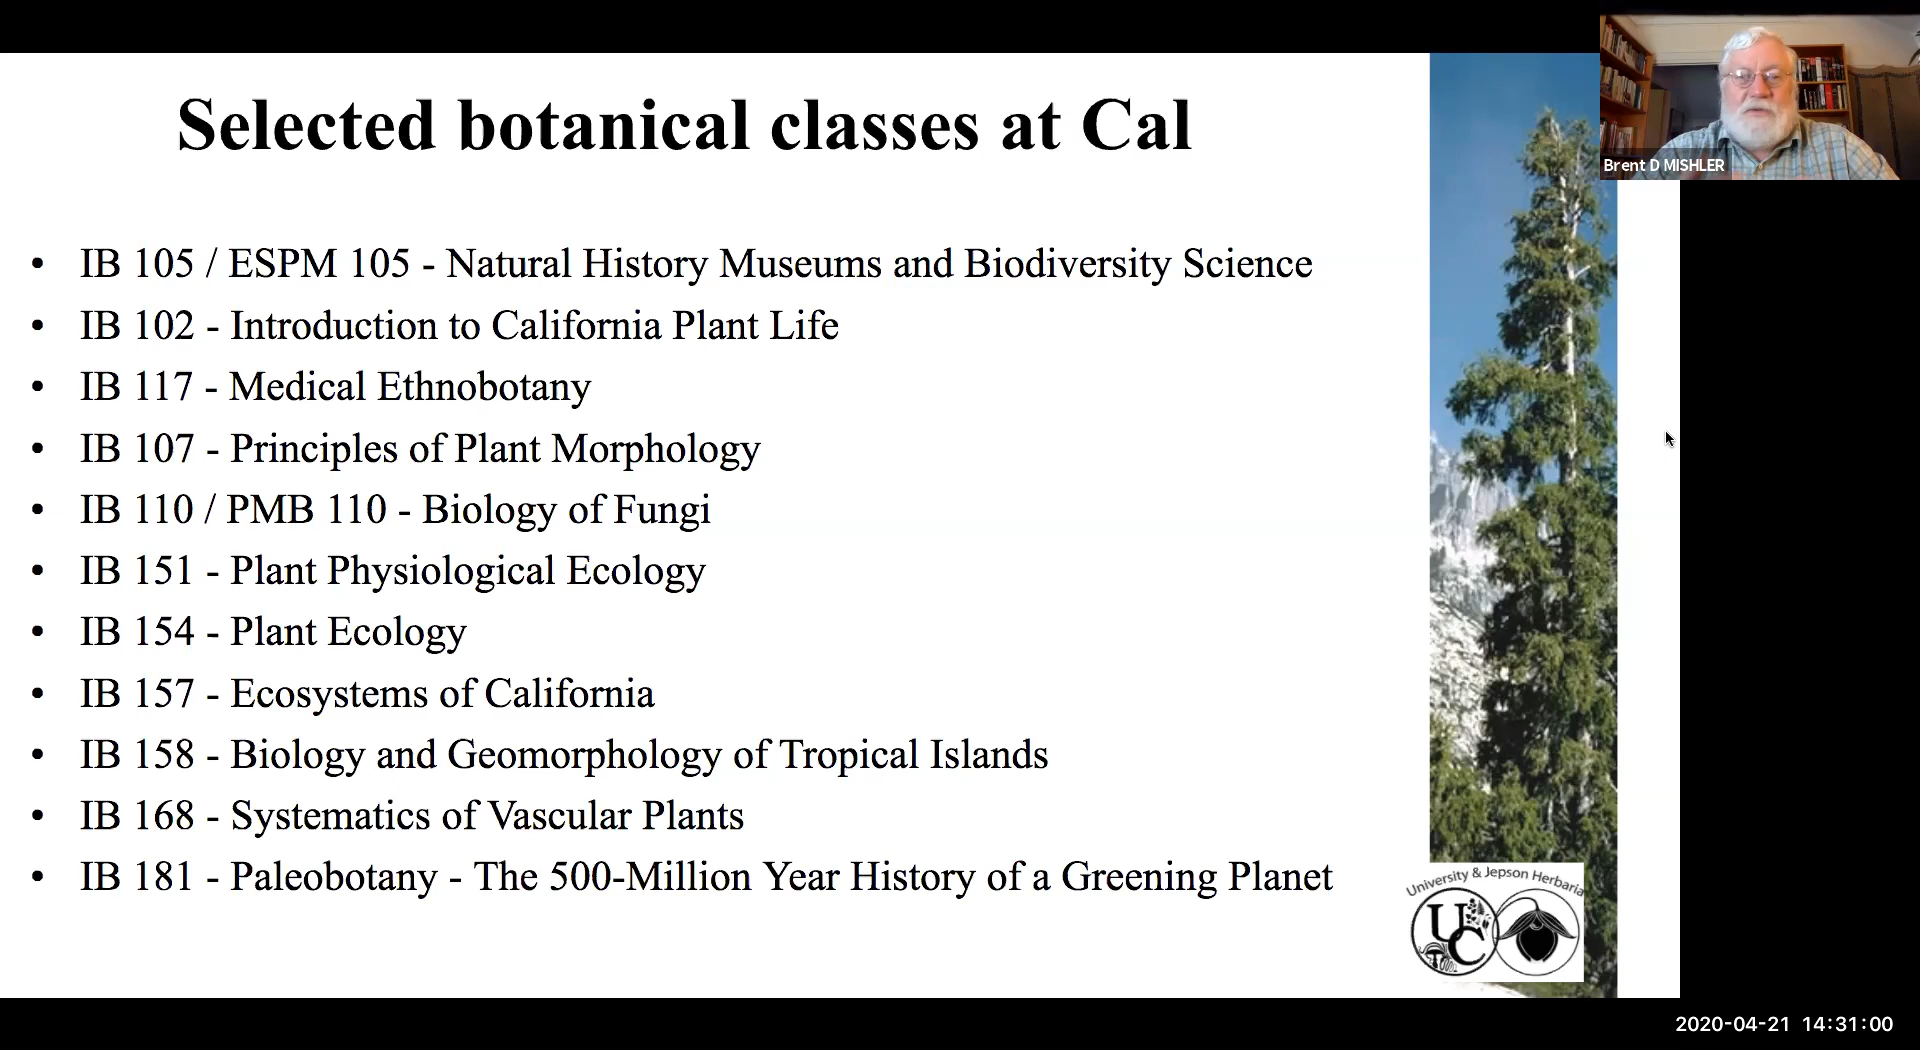 Selected botanical classes at Cal
Brent D MISHLER
• IB 105 / ESPM 105 - Natural History Museums and Biodiversity Science
• IB 102 - Introduction to California Plant Life
• IB 117 - Medical Ethnobotany
• IB 107 - Principles of Plant Morphology
• IB 110 / PMB 110 - Biology of Fungi
• IB 151 - Plant Physiological Ecology
• IB 154 - Plant Ecology
• IB 157 - Ecosystems of California
• IB 158 - Biology and Geomorphology of Tropical Islands
• IB 168 - Systematics of Vascular Plants
• IB 181 - Paleobotany - The 500-Million Year History of a Greening Planet
University & Jepson Herbaria
UC
2020-04-21 14:31:00